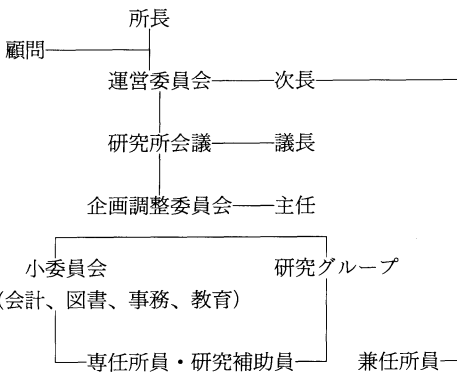 所長
顧問
運営委員会 次長
研究所会議 議長
企画調整委員会 主任
小委員会 研究グループ
(会計、図書、事務、教育)
専任所員・研究補助員 兼任所員